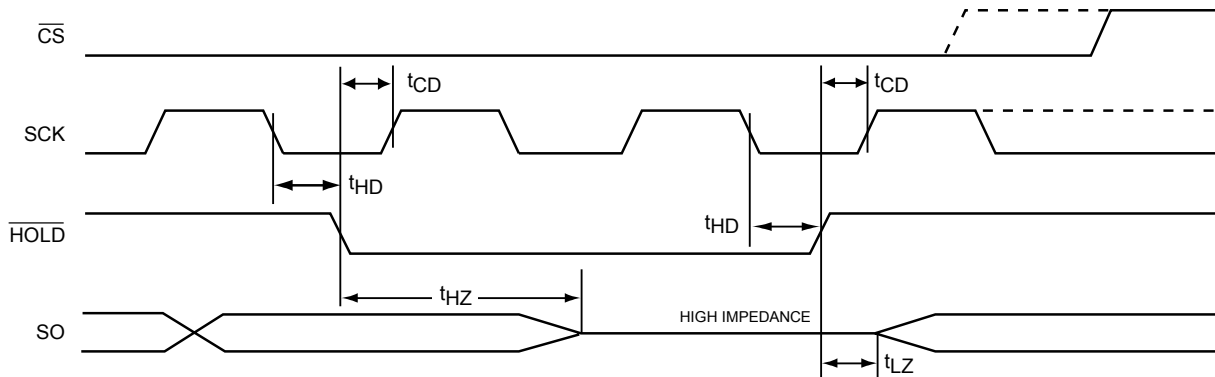 CS
tCD
tCD
SCK
tHD
HOLD
tHD
tHZ
HIGH IMPEDANCE
SO
tLZ